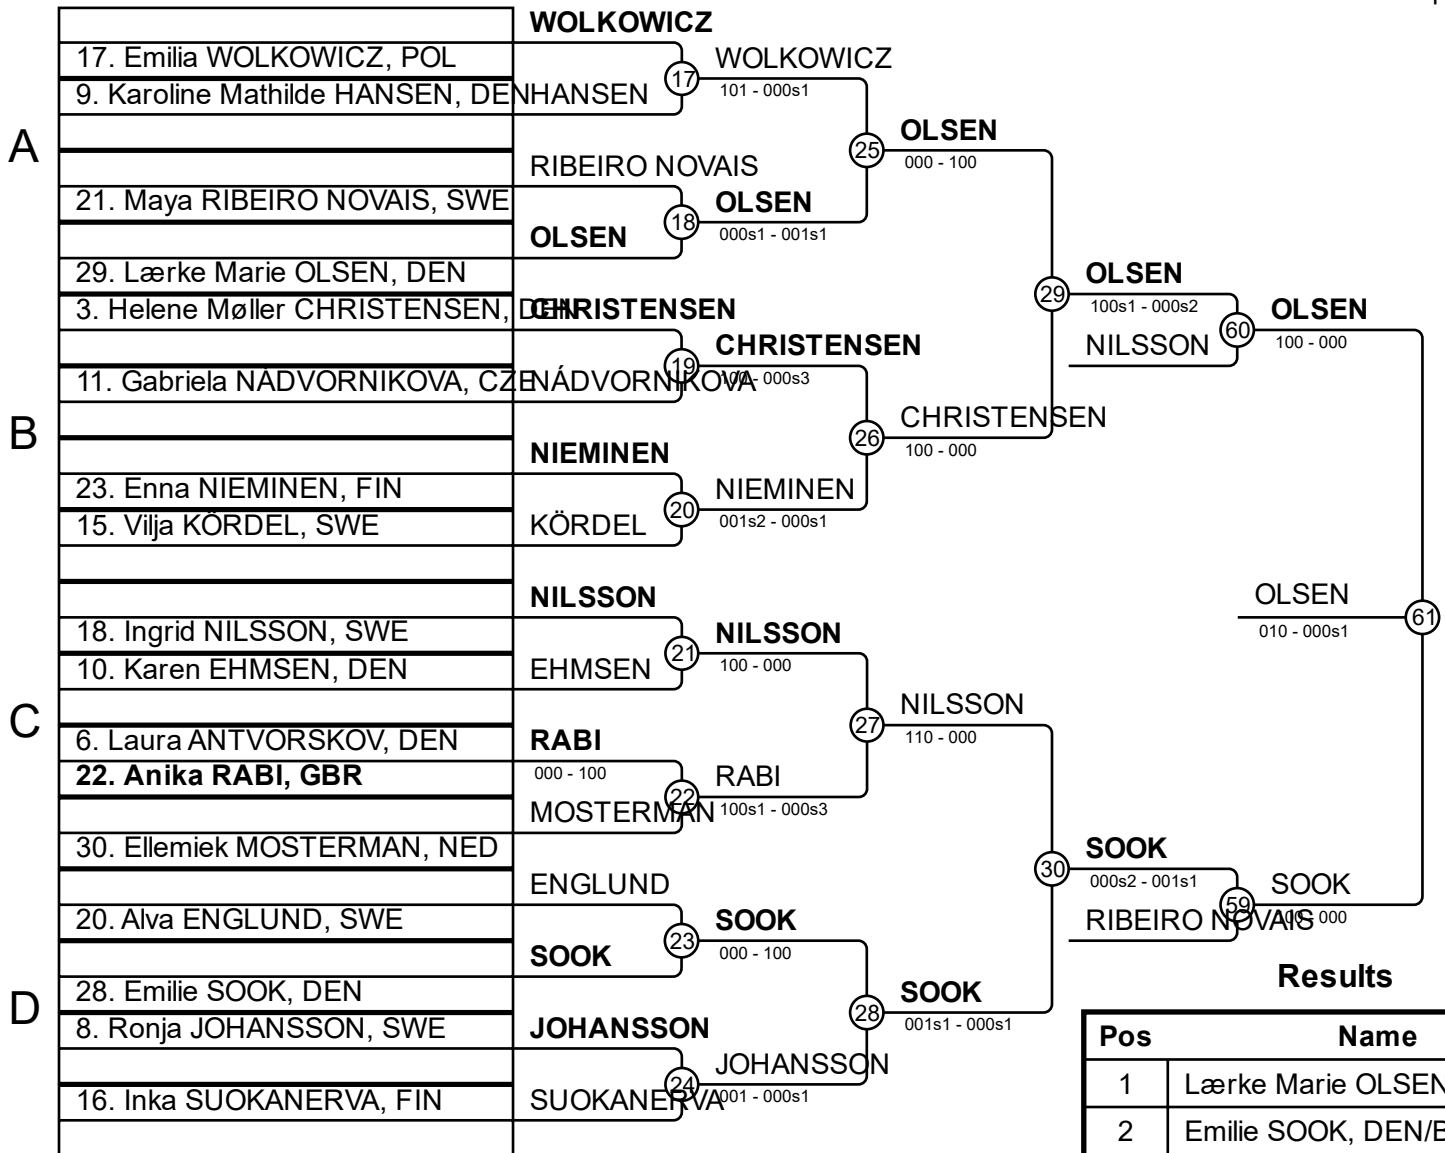 WOLKOWICZ
17. Emilia WOLKOWICZ, POL
17
WOLKOWICZ
101 - 000s1
9. Karoline Mathilde HANSEN, DEN
HANSEN
A
25
OLSEN
000 - 100
RIBEIRO NOVAIS
21. Maya RIBEIRO NOVAIS, SWE
18
OLSEN
000s1 - 001s1
OLSEN
29. Lærke Marie OLSEN, DEN
29
OLSEN
100s1 - 000s2
3. Helene Møller CHRISTENSEN, DEN
CHRISTENSEN
60
OLSEN
100 - 000
NILSSON
19
CHRISTENSEN
100 - 000s3
11. Gabriela NÁDVORNIKOVA, CZE
NÁDVORNIKOVA
B
26
CHRISTENSEN
100 - 000
NIEMINEN
23. Enna NIEMINEN, FIN
20
NIEMINEN
001s2 - 000s1
15. Vilja KÖRDEL, SWE
KÖRDEL
NILSSON
OLSEN
010 - 000s1
61
18. Ingrid NILSSON, SWE
21
NILSSON
100 - 000
10. Karen EHMSEN, DEN
EHMSEN
C
27
NILSSON
110 - 000
6. Laura ANTVORSKOV, DEN
RABI
000 - 100
22. Anika RABI, GBR
22
RABI
100s1 - 000s3
MOSTERMAN
30. Ellemiek MOSTERMAN, NED
30
SOOK
000s2 - 001s1
ENGLUND
59
SOOK
100 - 000
RIBEIRO NOVAIS
20. Alva ENGLUND, SWE
23
SOOK
000 - 100
SOOK
28. Emilie SOOK, DEN
D
28
SOOK
001s1 - 000s1
8. Ronja JOHANSSON, SWE
JOHANSSON
24
JOHANSSON
001 - 000s1
16. Inka SUOKANERVA, FIN
SUOKANERVA
Results
Pos Name
1 Lærke Marie OLSEN
2 Emilie SOOK, DEN/B